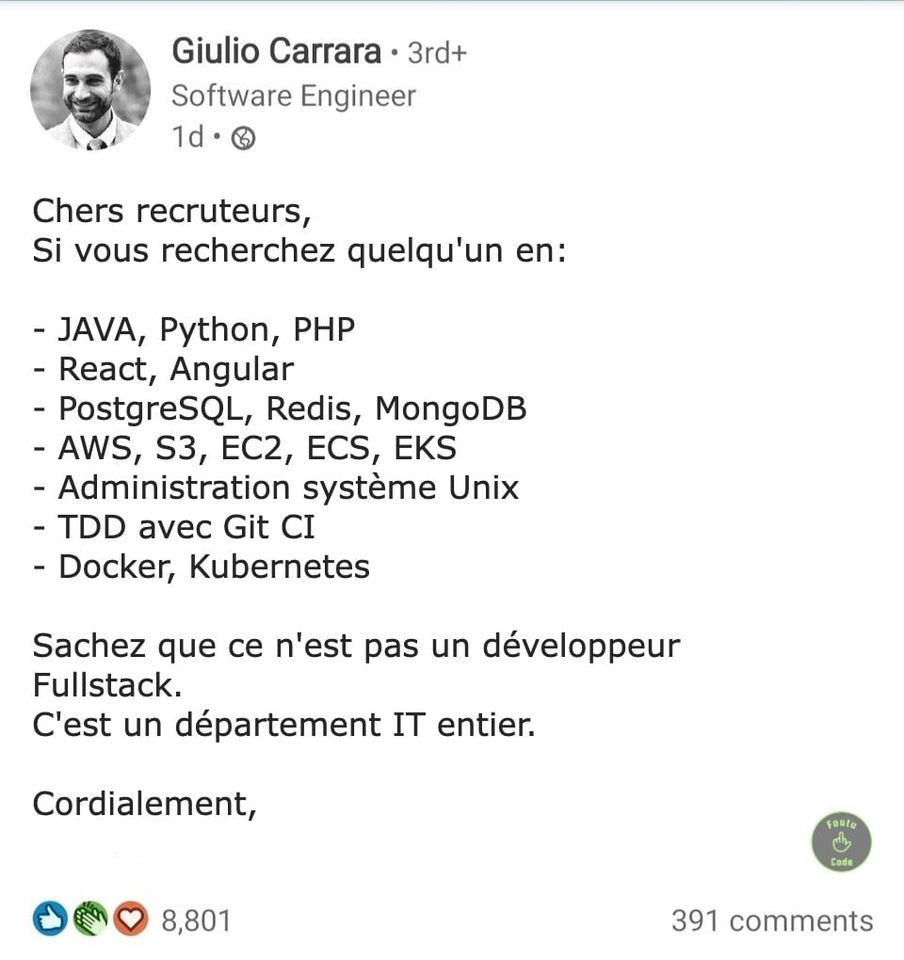 Giulio Carrara • 3rd+
Software Engineer
1d •
Chers recruteurs,
Si vous recherchez quelqu'un en:
- JAVA, Python, PHP
- React, Angular
- PostgreSQL, Redis, MongoDB
- AWS, S3, EC2, ECS, EKS
- Administration système Unix
- TDD avec Git CI
- Docker, Kubernetes
Sachez que ce n'est pas un développeur
Fullstack.
C'est un département IT entier.
Cordialement,
Foutu
Code
8,801
391 comments